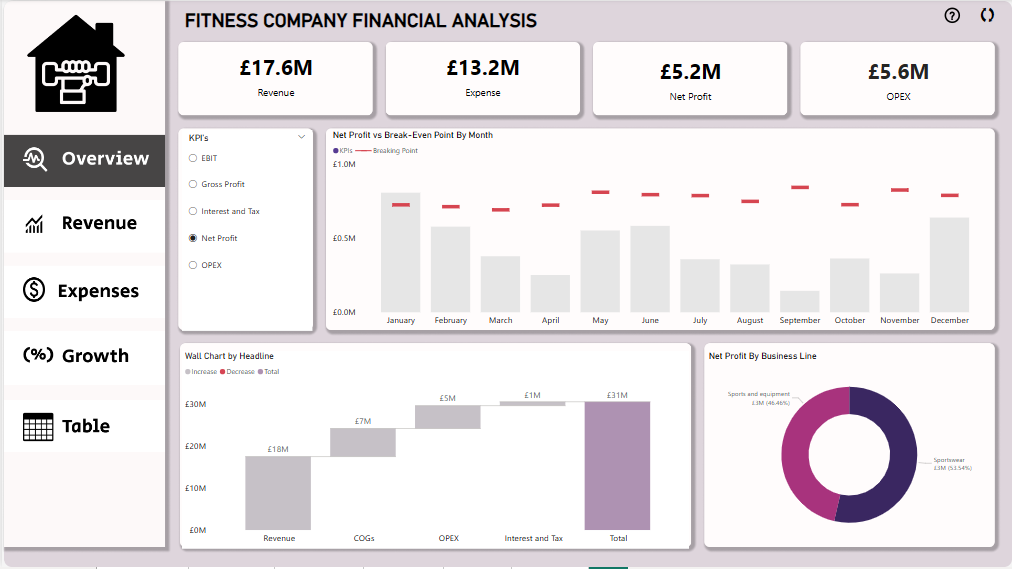 FITNESS COMPANY FINANCIAL ANALYSIS
?
£17.6M
Revenue
£13.2M
Expense
£5.2M
Net Profit
£5.6M
OPEX
Overview
Revenue
$ Expenses
(%) Growth
Table
KPI's
EBIT
Gross Profit
Interest and Tax
Net Profit
OPEX
Net Profit vs Break-Even Point By Month
KPIs Breaking Point
£1.0M
£0.5M
£0.0M
January February March April May June July August September October November December
Wall Chart by Headline
Increase Decrease Total
£30M
£20M
£10M
£0M
£18M
£7M
£5M
£1M
£31M
Revenue COGs OPEX Interest and Tax Total
Net Profit By Business Line
Sports and equipment
£3M (46.46%)
Sportswear
£3M (53.54%)